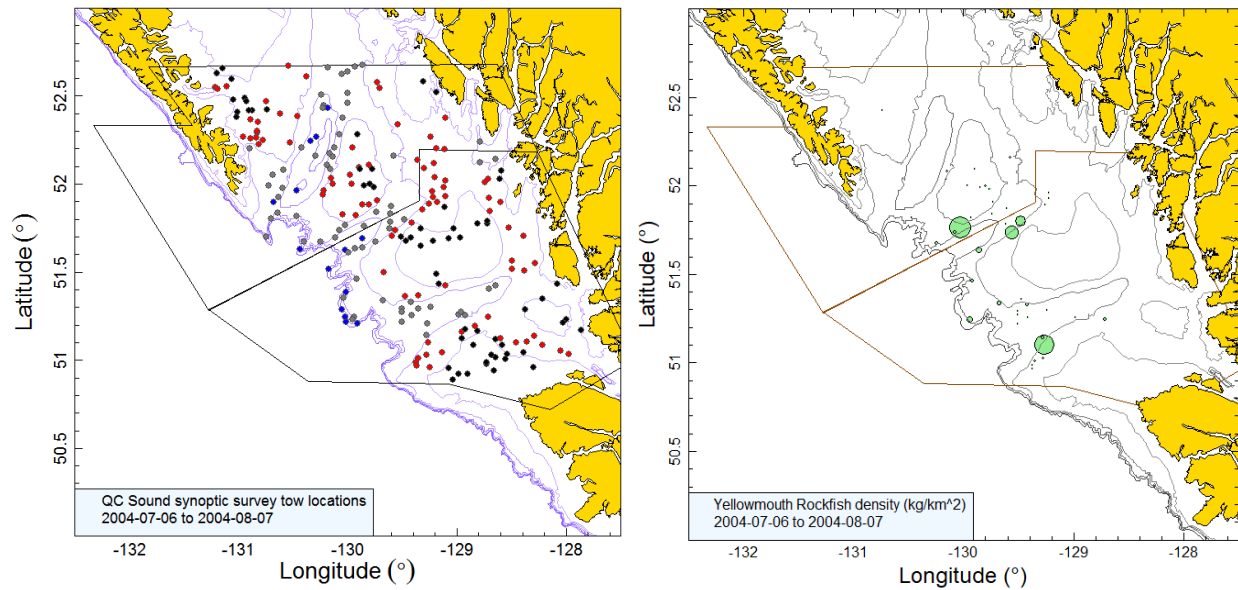 52.5
52
51.5
51
50.5
Latitude (°)
QC Sound synoptic survey tow locations
2004-07-06 to 2004-08-07
-132
-131
-130
-129
-128
Longitude (°)
52.5
52
51.5
51
50.5
Latitude (°)
Yellowmouth Rockfish density (kg/km^2)
2004-07-06 to 2004-08-07
-132
-131
-130
-129
-128
Longitude (°)